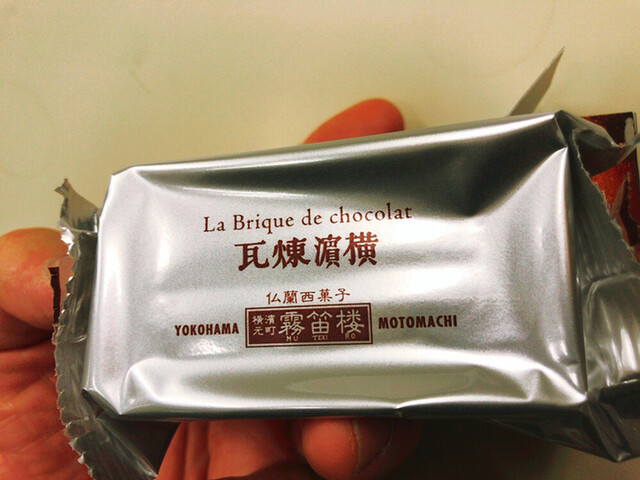 La Brique de chocolat
横濱煉瓦
仏蘭西菓子
YOKOHAMA 横濱元町 霧笛楼 MOTOMACHI
MU TEKI RO